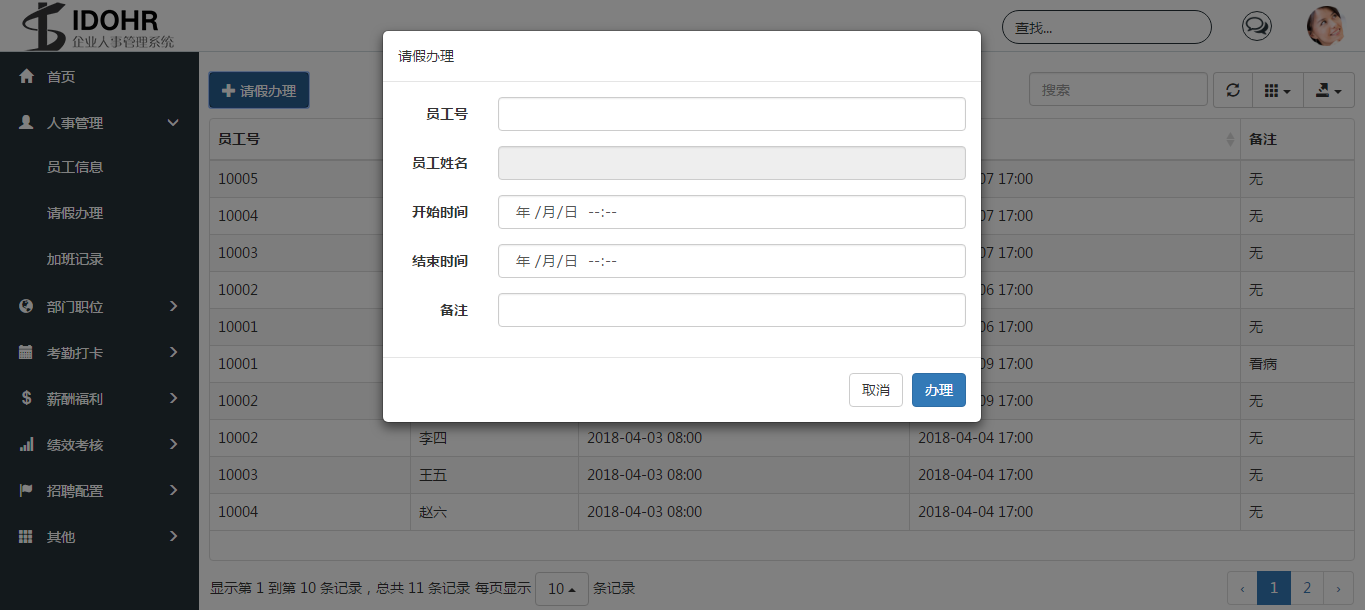 IDOHR
企业人事管理系统
查找...
首页
人事管理
员工信息
请假办理
加班记录
部门职位
考勤打卡
薪酬福利
绩效考核
招聘配置
其他
请假办理
搜索
请假办理
员工号
员工姓名
开始时间 年 /月/日 --:--
结束时间 年 /月/日 --:--
备注
取消 办理
员工号 备注
10005 07 17:00 无
10004 07 17:00 无
10003 07 17:00 无
10002 06 17:00 无
10001 06 17:00 无
10001 09 17:00 看病
10002 09 17:00 无
10002 李四 2018-04-03 08:00 2018-04-04 17:00 无
10003 王五 2018-04-03 08:00 2018-04-04 17:00 无
10004 赵六 2018-04-03 08:00 2018-04-04 17:00 无
显示第 1 到第 10 条记录，总共 11 条记录 每页显示 10 条记录
‹ 1 2 ›